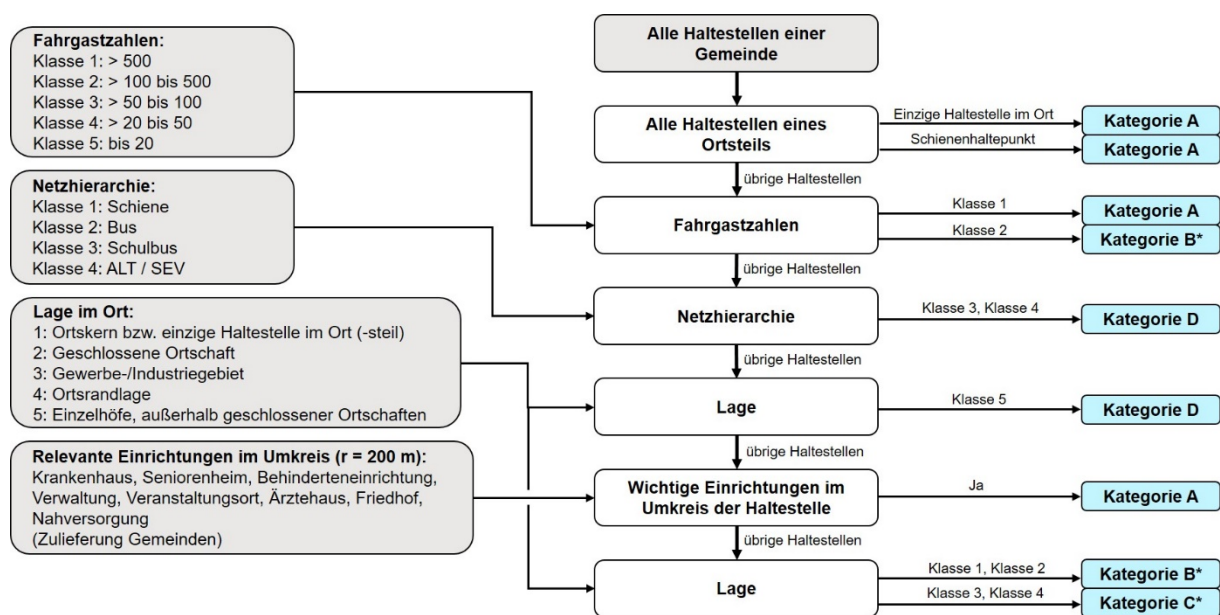 Fahrgastzahlen:
Klasse 1: > 500
Klasse 2: > 100 bis 500
Klasse 3: > 50 bis 100
Klasse 4: > 20 bis 50
Klasse 5: bis 20
Netzhierarchie:
Klasse 1: Schiene
Klasse 2: Bus
Klasse 3: Schulbus
Klasse 4: ALT / SEV
Lage im Ort:
1: Ortskern bzw. einzige Haltestelle im Ort (-steil)
2: Geschlossene Ortschaft
3: Gewerbe-/Industriegebiet
4: Ortsrandlage
5: Einzelhöfe, außerhalb geschlossener Ortschaften
Relevante Einrichtungen im Umkreis (r = 200 m):
Krankenhaus, Seniorenheim, Behinderteneinrichtung,
Verwaltung, Veranstaltungsort, Ärztehaus, Friedhof,
Nahversorgung
(Zulieferung Gemeinden)
Alle Haltestellen einer
Gemeinde
Alle Haltestellen eines
Ortsteils
Einzige Haltestelle im Ort
Kategorie A
Schienenhaltepunkt
Kategorie A
übrige Haltestellen
Fahrgastzahlen
Klasse 1
Kategorie A
Klasse 2
Kategorie B*
übrige Haltestellen
Netzhierarchie
Klasse 3, Klasse 4
Kategorie D
übrige Haltestellen
Lage
Klasse 5
Kategorie D
übrige Haltestellen
Wichtige Einrichtungen im
Umkreis der Haltestelle
Ja
Kategorie A
übrige Haltestellen
Lage
Klasse 1, Klasse 2
Kategorie B*
Klasse 3, Klasse 4
Kategorie C*